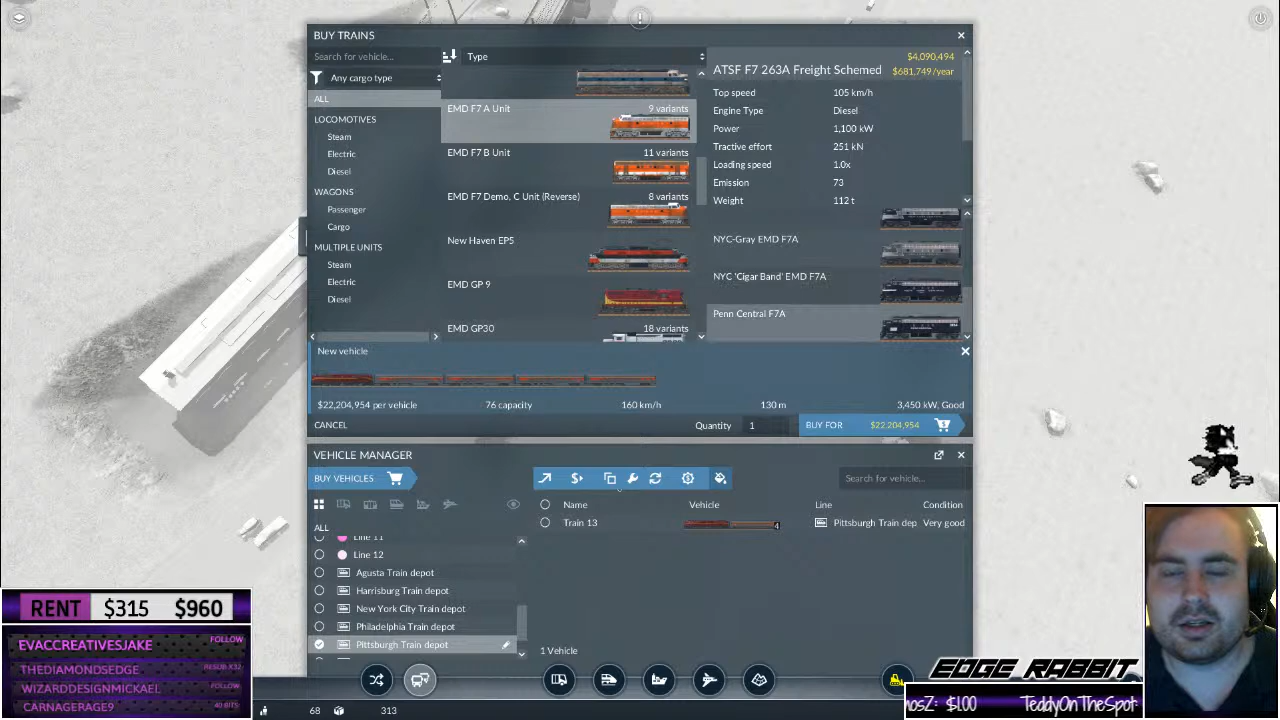 BUY TRAINS
Search for vehicle...
Type
Any cargo type
ALL
LOCOMOTIVES
Steam
Electric
Diesel
WAGONS
Passenger
Cargo
MULTIPLE UNITS
Steam
Electric
Diesel
EMD F7 A Unit 9 variants
EMD F7 B Unit 11 variants
EMD F7 Demo, C Unit (Reverse) 8 variants
New Haven EP5
EMD GP 9
EMD GP30 18 variants
$4,090,494
ATSF F7 263A Freight Schemed $681,749/year
Top speed 105 km/h
Engine Type Diesel
Power 1,100 kW
Tractive effort 251 kN
Loading speed 1.0x
Emission 73
Weight 112 t
NYC-Gray EMD F7A
NYC 'Cigar Band' EMD F7A
Penn Central F7A
New vehicle
$22,204,954 per vehicle 76 capacity 160 km/h 130 m 3,450 kW, Good
CANCEL Quantity 1 BUY FOR $22,204,954
VEHICLE MANAGER
BUY VEHICLES
Search for vehicle...
Name Vehicle Line Condition
Train 13 4 Pittsburgh Train dep Very good
ALL
Line 11
Line 12
Agusta Train depot
Harrisburg Train depot
New York City Train depot
Philadelphia Train depot
Pittsburgh Train depot
1 Vehicle
68 313
RENT $315 $960
EVACCREATIVESJAKE FOLLOW
THEDIAMONDSEDGE RESUB X32
WIZARDDESIGNMICKAEL FOLLOW
CARNAGERAGE9 40 BITS
EDGE RABBIT
nosZ: $1.00 TeddyOnTheSpot: